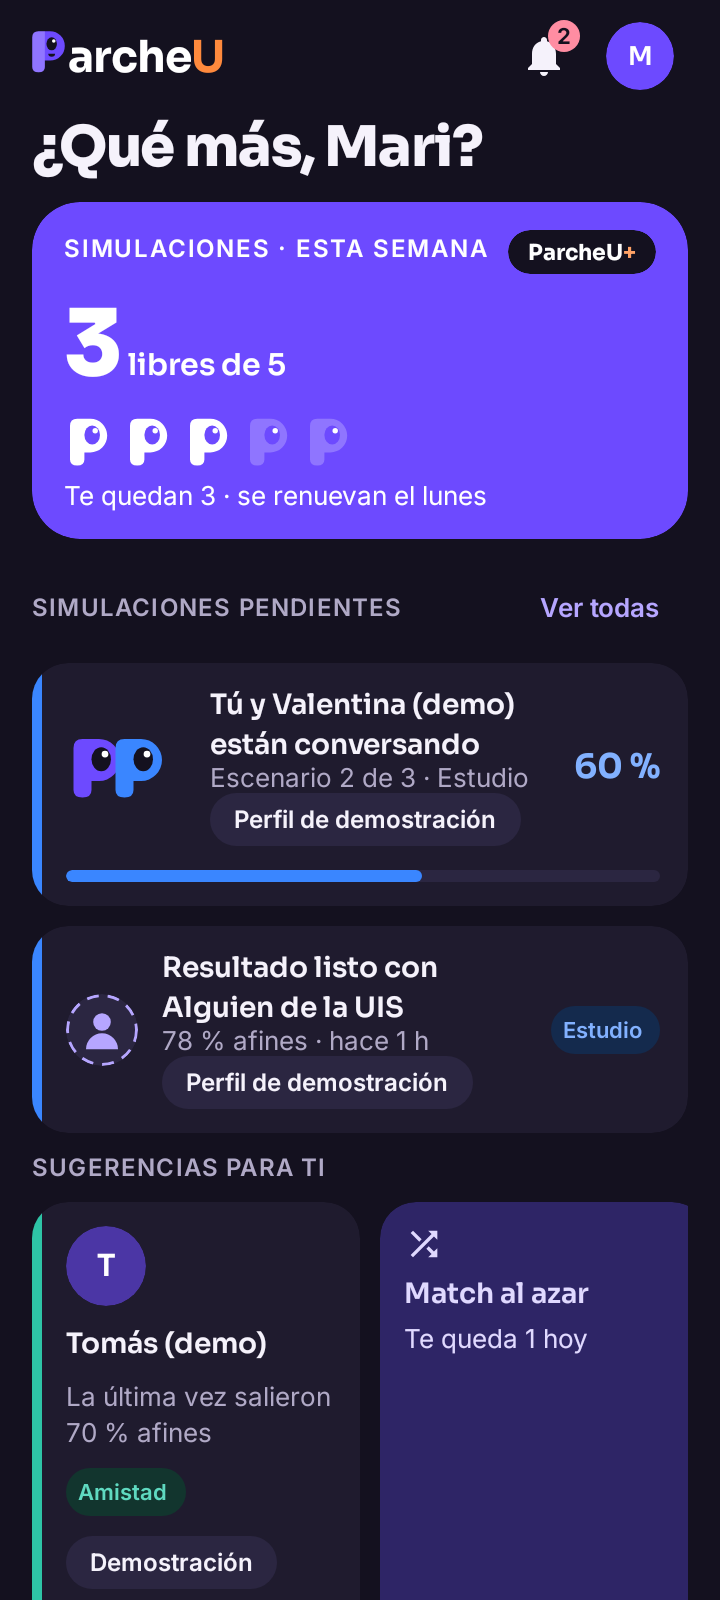 ParcheU
2
M
¿Qué más, Mari?
SIMULACIONES · ESTA SEMANA
ParcheU+
3 libres de 5
Te quedan 3 · se renuevan el lunes
SIMULACIONES PENDIENTES
Ver todas
Tú y Valentina (demo)
están conversando
Escenario 2 de 3 · Estudio
Perfil de demostración
60 %
Resultado listo con
Alguien de la UIS
78 % afines · hace 1 h
Perfil de demostración
Estudio
SUGERENCIAS PARA TI
T
Tomás (demo)
La última vez salieron
70 % afines
Amistad
Demostración
Match al azar
Te queda 1 hoy